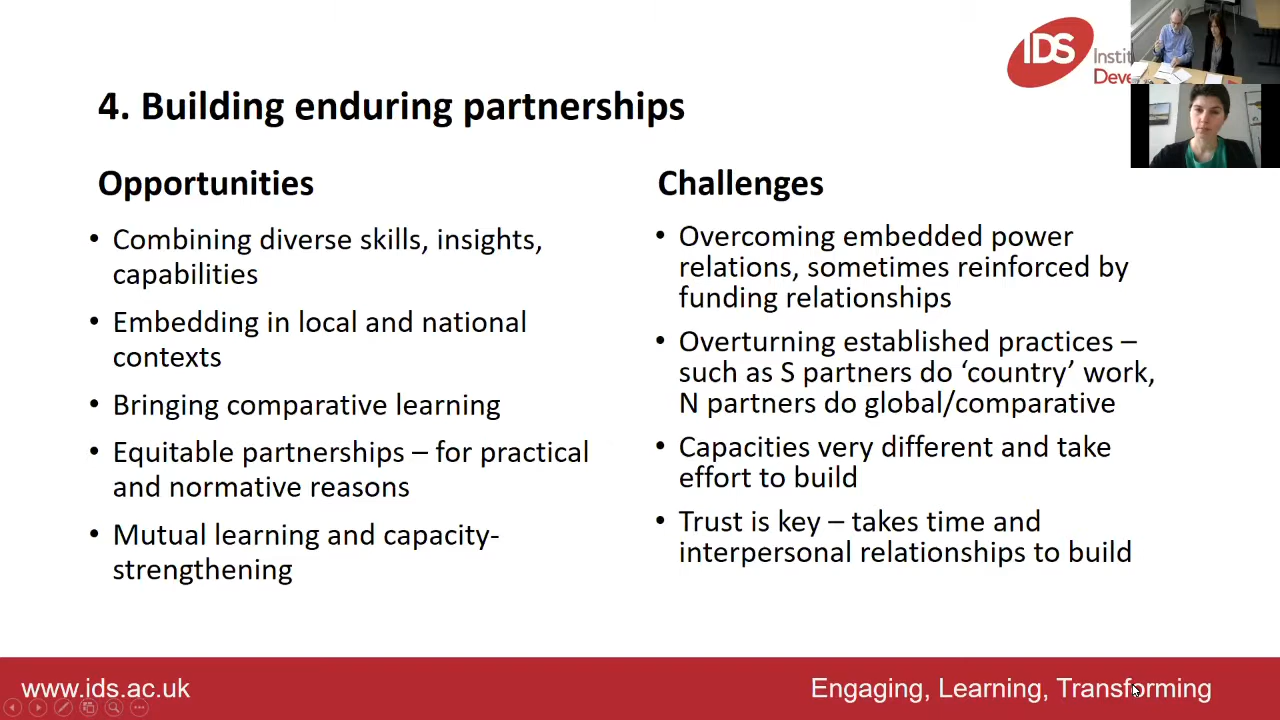 IDS
Instit
Deve
4. Building enduring partnerships
Opportunities
• Combining diverse skills, insights,
capabilities
• Embedding in local and national
contexts
• Bringing comparative learning
• Equitable partnerships – for practical
and normative reasons
• Mutual learning and capacity-
strengthening
Challenges
• Overcoming embedded power
relations, sometimes reinforced by
funding relationships
• Overturning established practices –
such as S partners do ‘country’ work,
N partners do global/comparative
• Capacities very different and take
effort to build
• Trust is key – takes time and
interpersonal relationships to build
www.ids.ac.uk
Engaging, Learning, Transforming